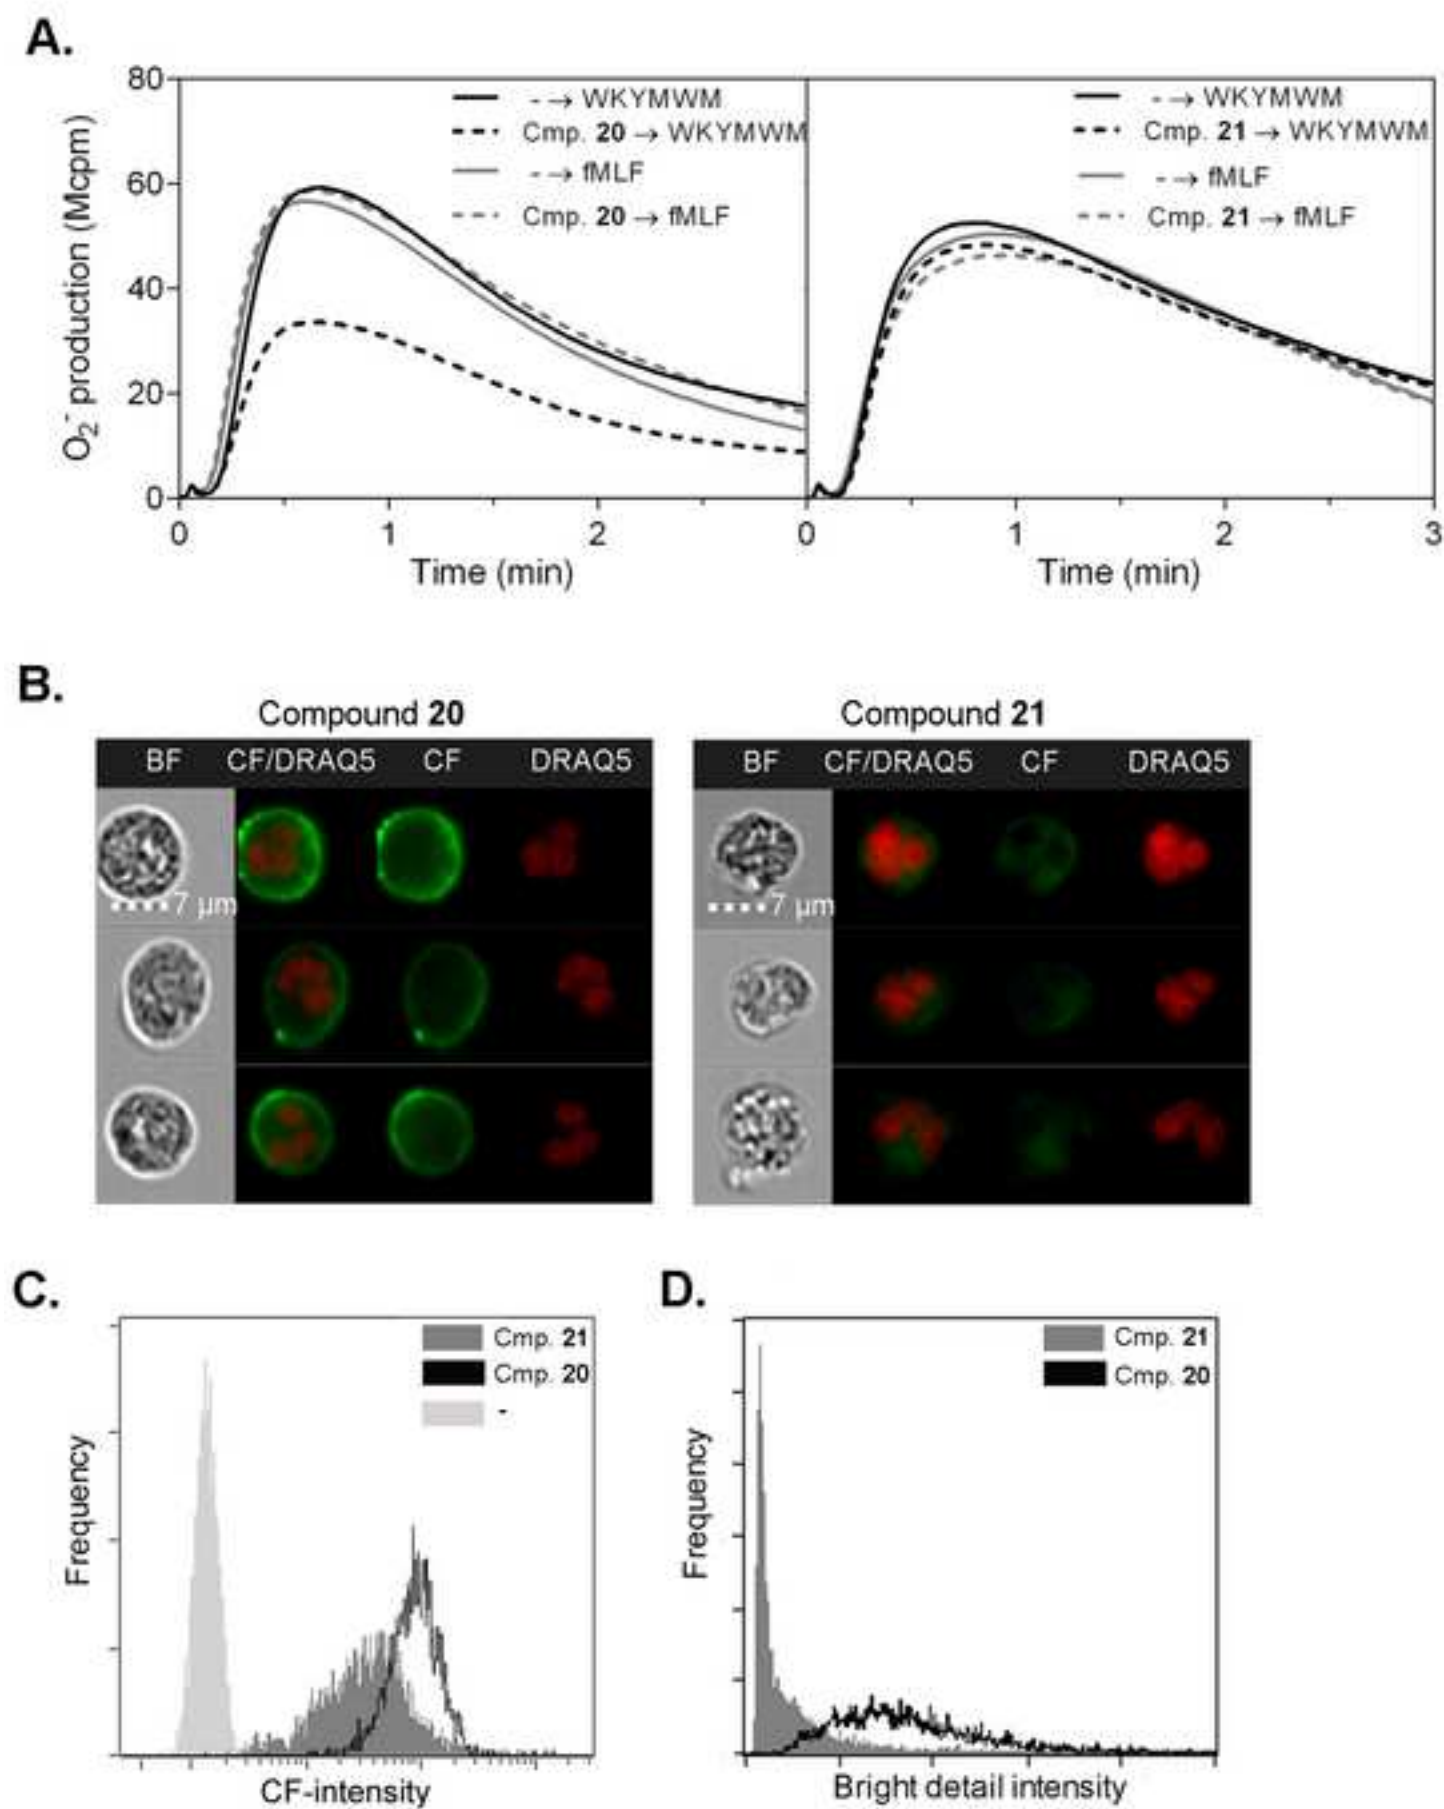 A.
80
60
40
20
0
O2- production (Mcpm)
- → WKYMWM
Cmp. 20 → WKYMWM
- → fMLF
Cmp. 20 → fMLF
0 1 2
Time (min)
- → WKYMWM
Cmp. 21 → WKYMWM
- → fMLF
Cmp. 21 → fMLF
0 1 2 3
Time (min)
B.
Compound 20
BF CF/DRAQ5 CF DRAQ5
7 µm
Compound 21
BF CF/DRAQ5 CF DRAQ5
7 µm
C.
Cmp. 21
Cmp. 20
-
Frequency
CF-intensity
D.
Cmp. 21
Cmp. 20
Frequency
Bright detail intensity